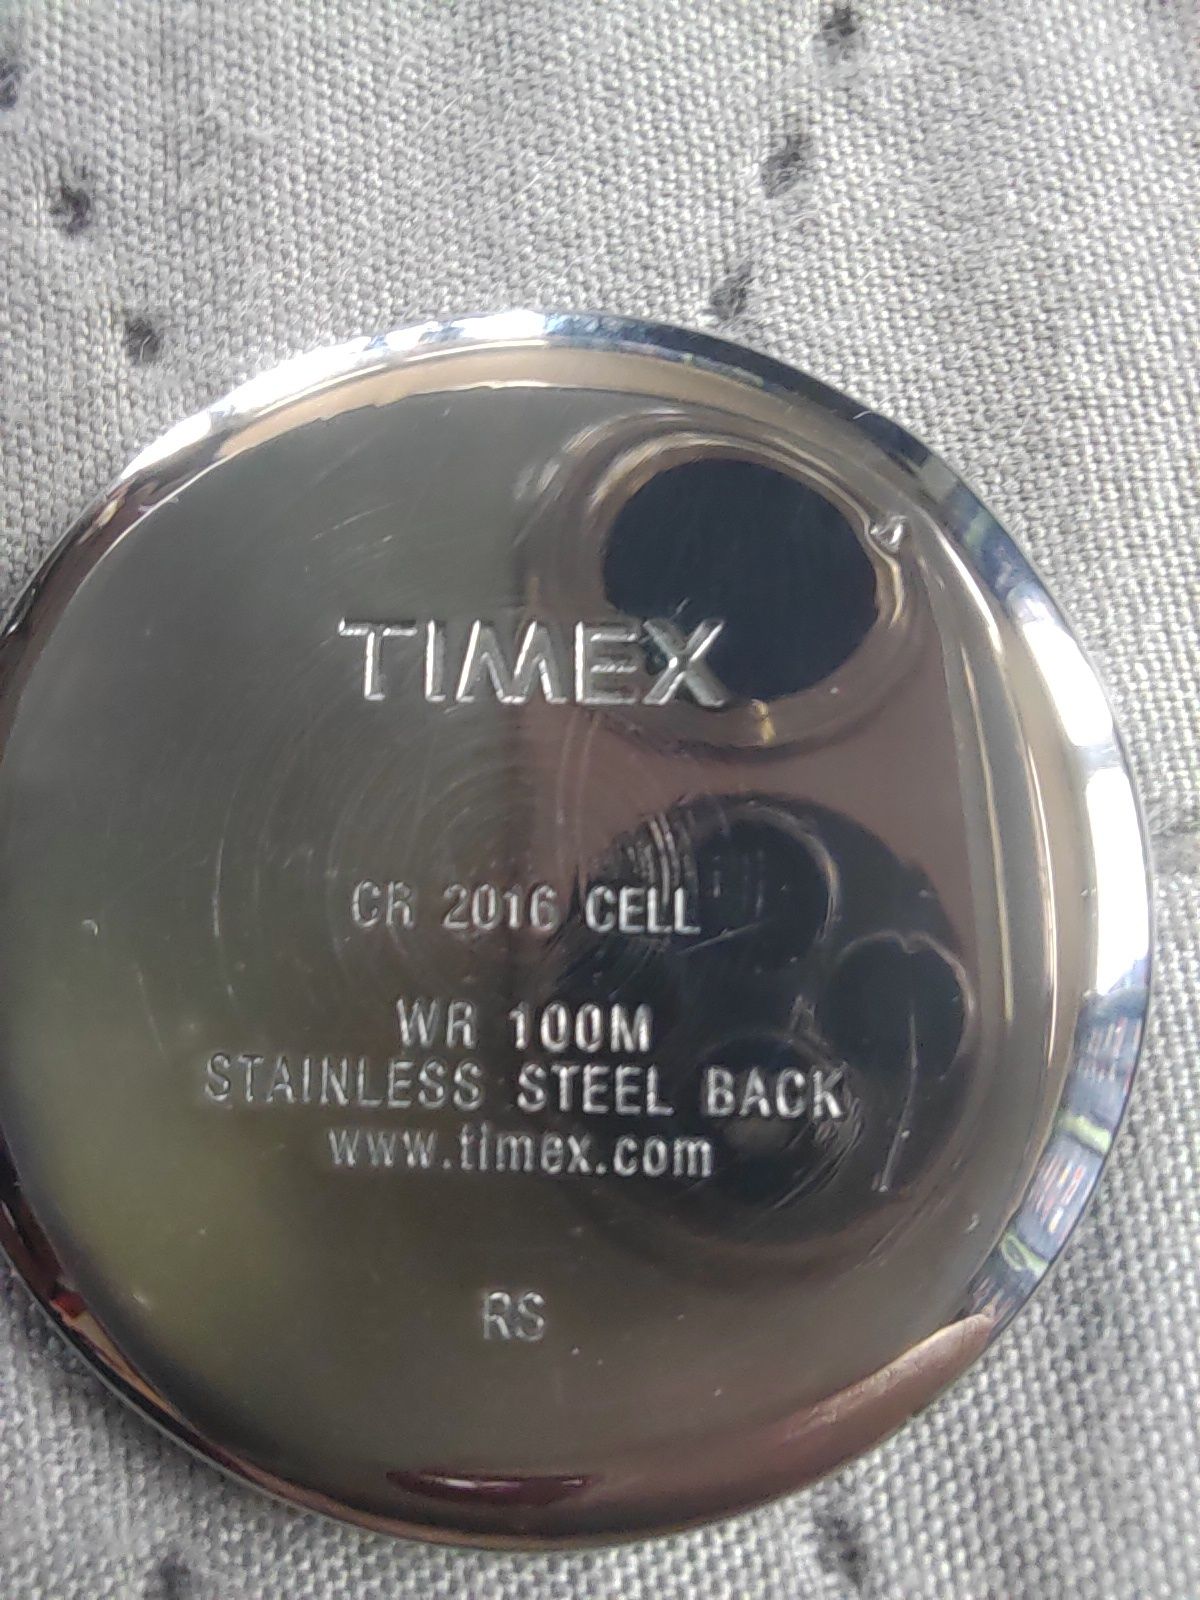 TIMEX
CR 2016 CELL
WR 100M
STAINLESS STEEL BACK
www.timex.com
RS